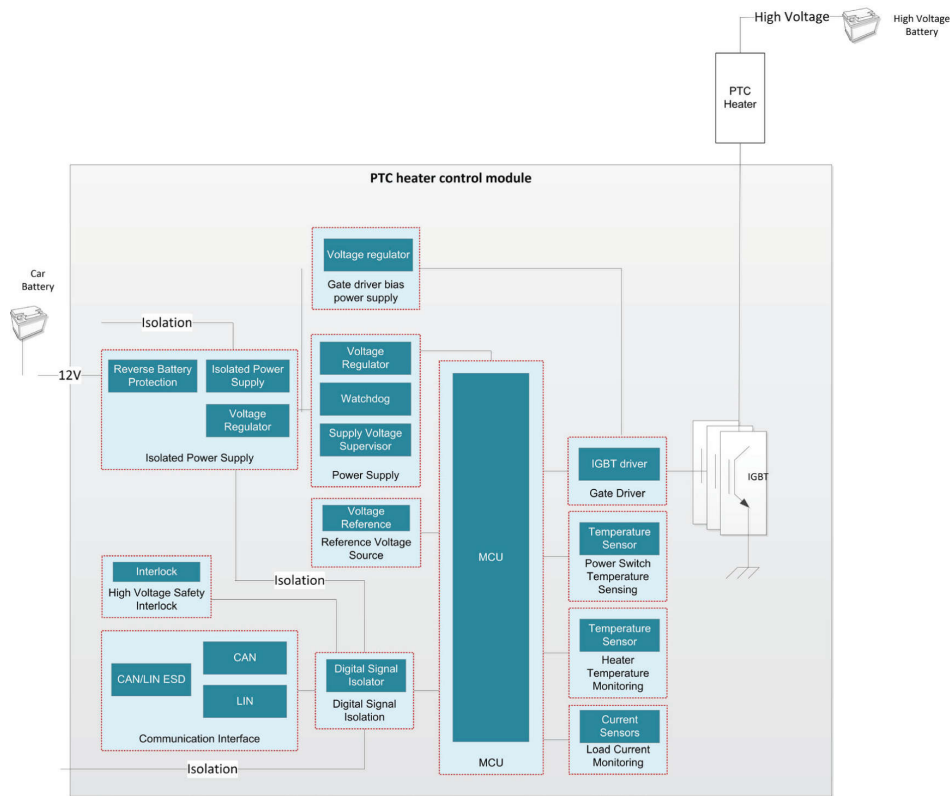 High Voltage
High Voltage
Battery
PTC
Heater
PTC heater control module
Voltage regulator
Gate driver bias
power supply
Car
Battery
Isolation
12V
Reverse Battery
Protection
Isolated Power
Supply
Voltage
Regulator
Isolated Power Supply
Voltage
Regulator
Watchdog
Supply Voltage
Supervisor
Power Supply
Voltage
Reference
Reference Voltage
Source
MCU
MCU
IGBT driver
Gate Driver
IGBT
Temperature
Sensor
Power Switch
Temperature
Sensing
Isolation
Interlock
High Voltage Safety
Interlock
Temperature
Sensor
Heater
Temperature
Monitoring
CAN/LIN ESD
CAN
LIN
Communication Interface
Digital Signal
Isolator
Digital Signal
Isolation
Current
Sensors
Load Current
Monitoring
Isolation